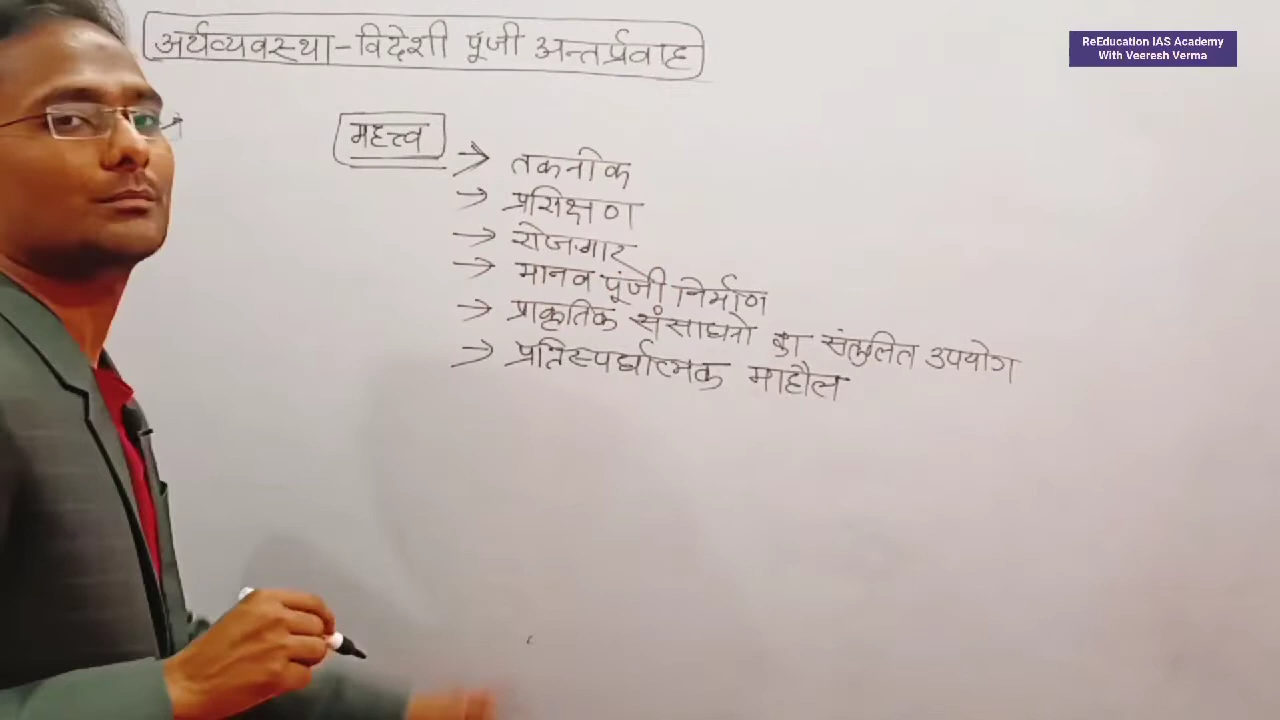 अर्थव्यवस्था - विदेशी पूंजी अन्तर्प्रवाह
ReEducation IAS Academy
With Veeresh Verma
महत्त्व
→ तकनीक
→ प्रसिक्षण
→ रोजगार
→ मानव पूंजी निर्माण
→ प्राकृतिक संसाधनो का संतुलित उपयोग
→ प्रतिस्पर्द्धात्मक माहौल